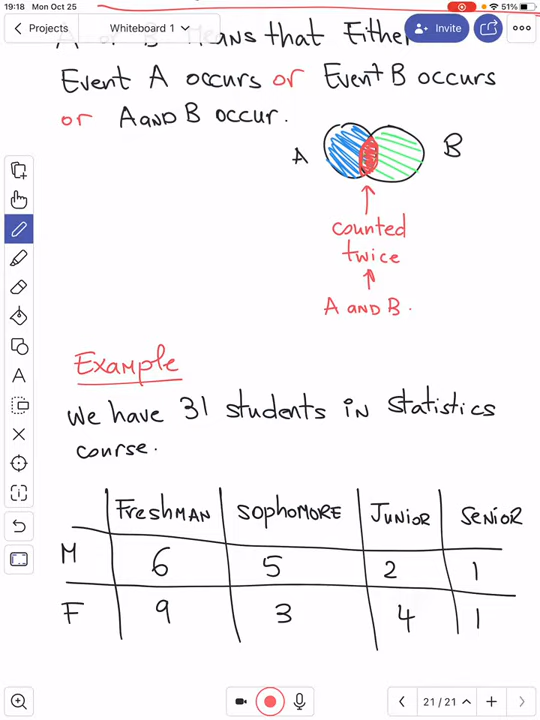 19:18 Mon Oct 25
51%
Projects
Whiteboard 1
Invite
A or B Means that Either
Event A occurs or Event B occurs
or A AND B occur.
A B
counted
twice
A AND B.
Example
We have 31 students in Statistics
course.
FreshMAN SophoMORE JUNIOR SENIOR
M 6 5 2 1
F 9 3 4 1
A
21/21